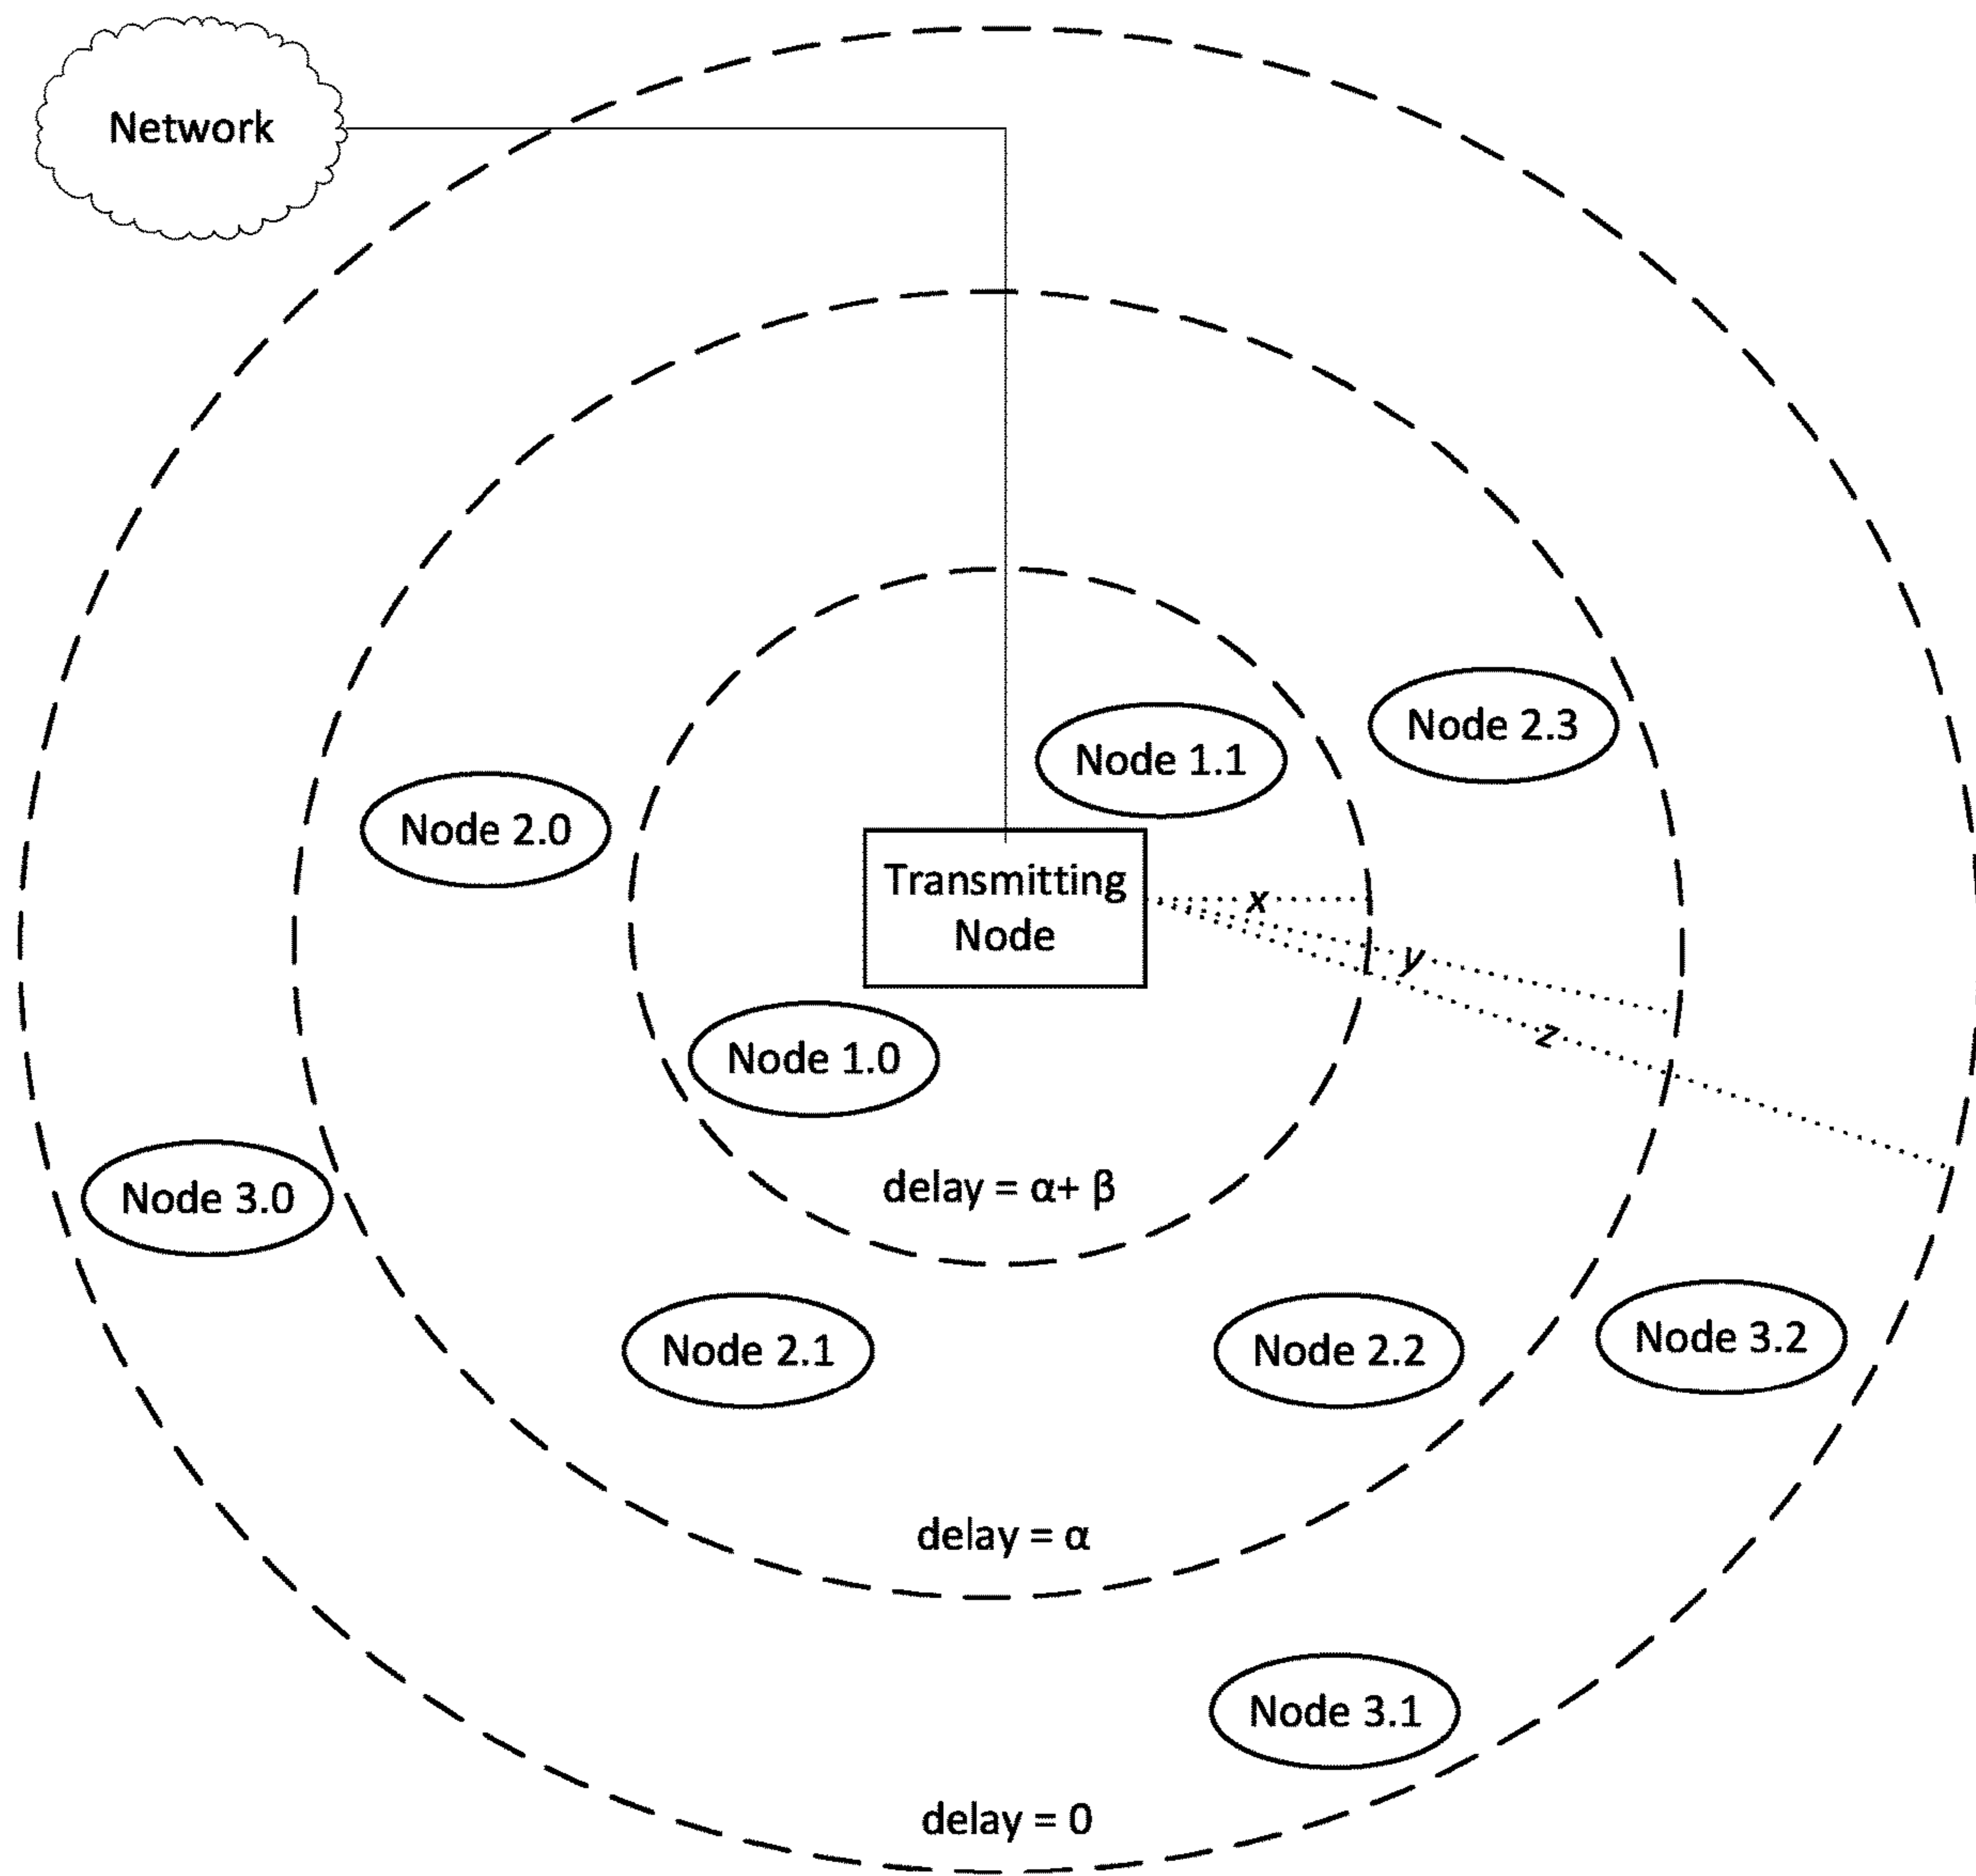 Network
Node 2.3
Node 1.1
Node 2.0
Transmitting
Node
x
y
z
Node 1.0
delay = α+ β
Node 3.0
Node 2.1
Node 2.2
Node 3.2
delay = α
Node 3.1
delay = 0